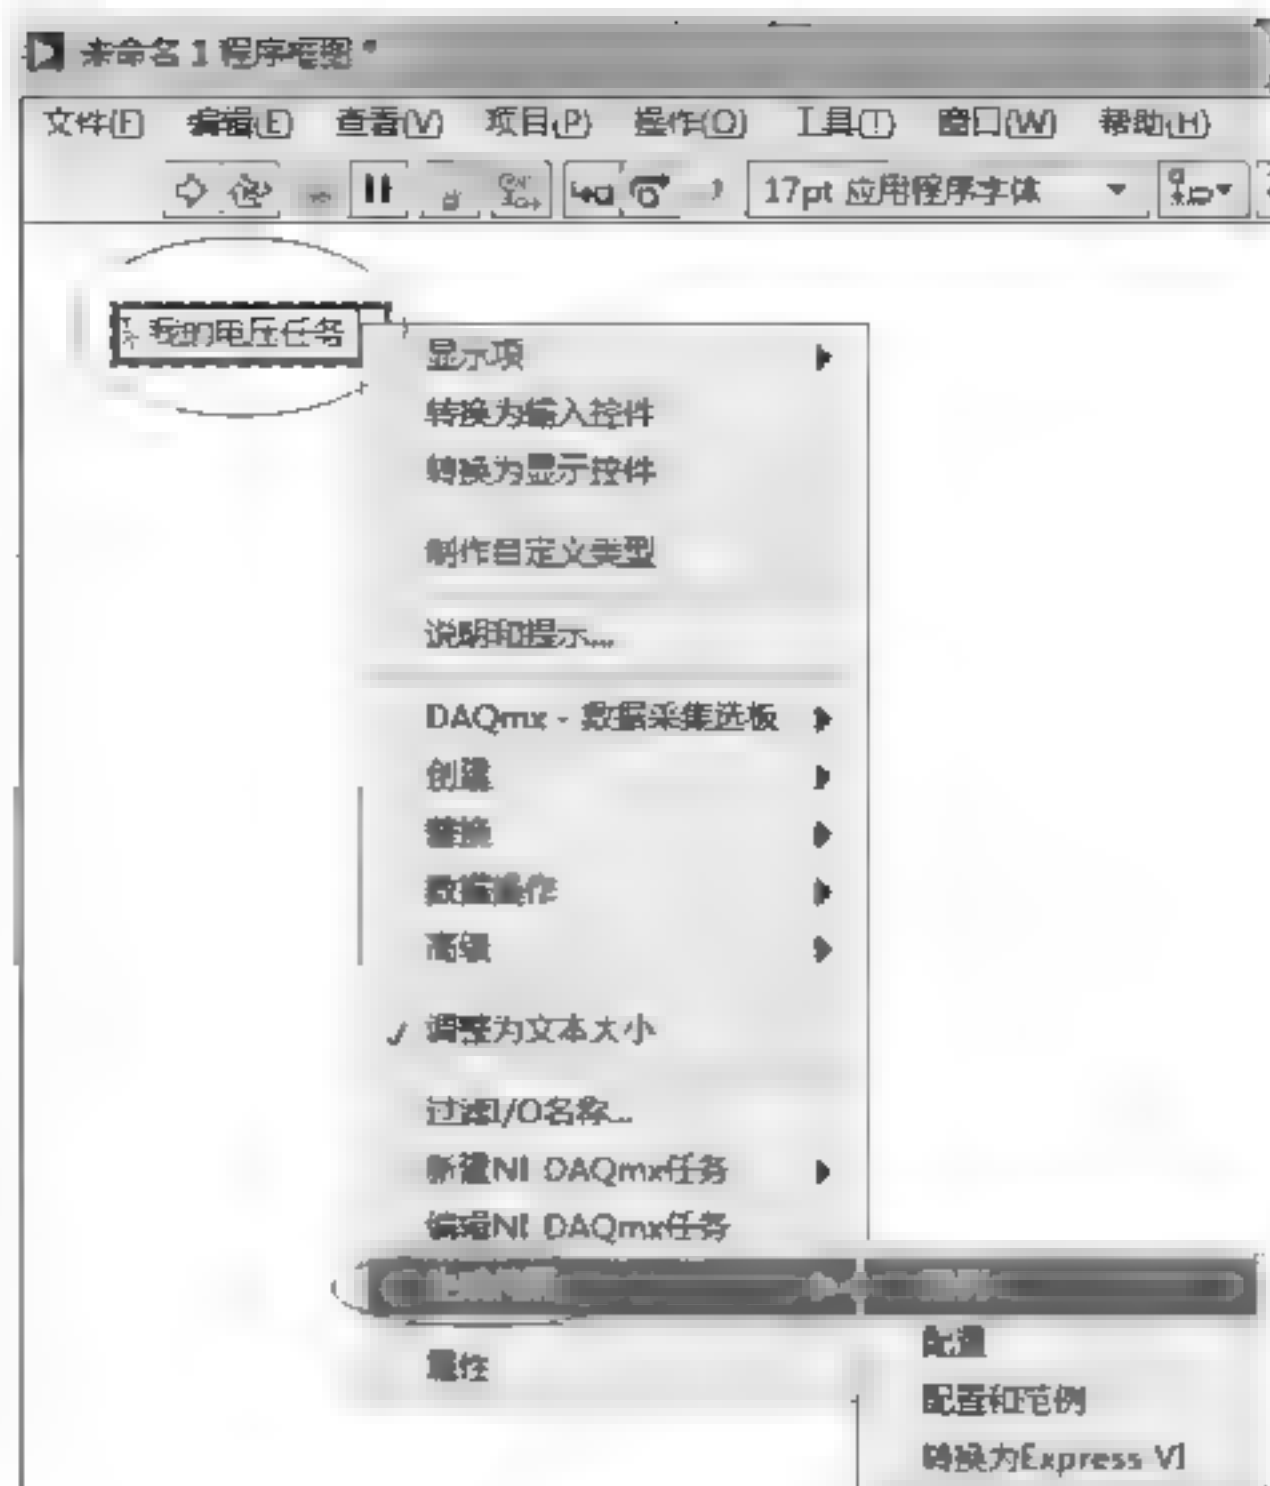 未命名 1 程序框图 *
文件(F) 编辑(E) 查看(V) 项目(P) 操作(O) 工具(T) 窗口(W) 帮助(H)
17pt 应用程序字体
我的电压任务
显示项
转换为输入控件
转换为显示控件
制作自定义类型
说明和提示...
DAQmx - 数据采集选板
创建
替换
数据操作
高级
✓ 调整为文本大小
过滤I/O名称...
新建NI DAQmx任务
编辑NI DAQmx任务
属性
配置
配置和范例
转换为Express VI